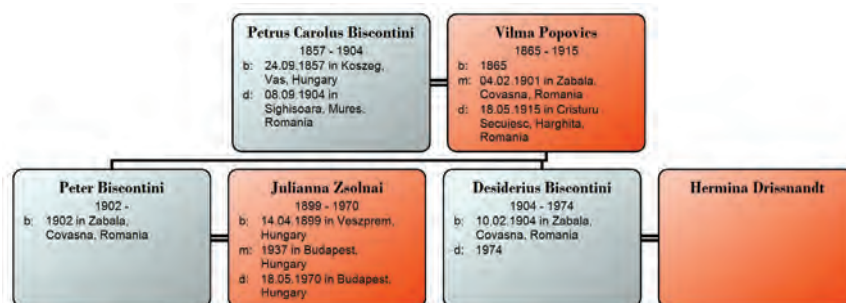 Petrus Carolus Biscontini
1857 - 1904
b: 24.09.1857 in Koszeg,
Vas, Hungary
d: 08.09.1904 in
Sighisoara, Mures,
Romania
Vilma Popovics
1865 - 1915
b: 1865
m: 04.02.1901 in Zabala,
Covasna, Romania
d: 18.05.1915 in Cristuru
Secuiesc, Harghita,
Romania
Peter Biscontini
1902 -
b: 1902 in Zabala,
Covasna, Romania
Julianna Zsolnai
1899 - 1970
b: 14.04.1899 in Veszprem,
Hungary
m: 1937 in Budapest,
Hungary
d: 18.05.1970 in Budapest,
Hungary
Desiderius Biscontini
1904 - 1974
b: 10.02.1904 in Zabala,
Covasna, Romania
d: 1974
Hermina Drissnandt